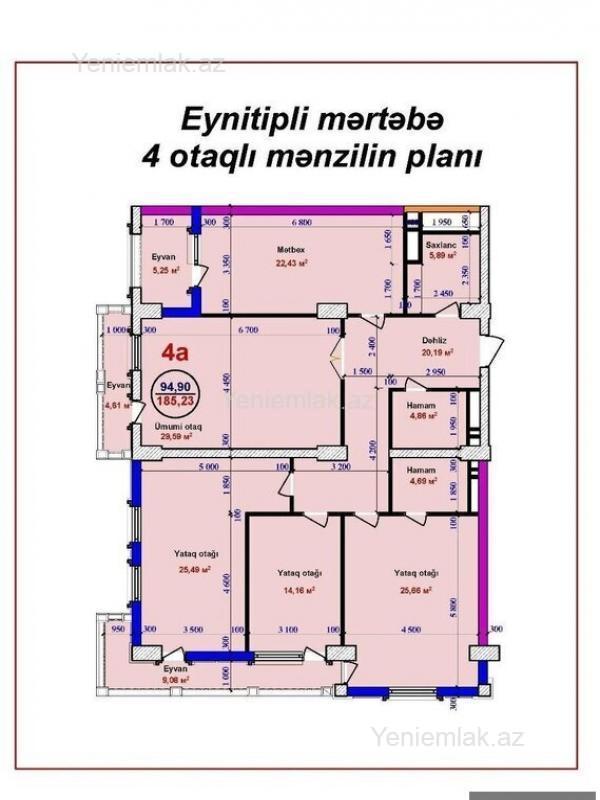 Yeniemlak.az
Eynitipli mərtəbə
4 otaqlı mənzilin planı
1 700
300
6 800
1 950
650
Eyvan
5,25 м²
3 350
Mətbəx
22,43 м²
1 650
1 700
Saxlanc
5,89 м²
100
1 700
2 350
2 450
100
100
1 000
300
6 700
100
2 400
Dəhliz
20,19 м²
4a
94,90
185,23
Ümumi otaq
29,59 м²
4 450
300
Yeniemlak.az
1 500
2 950
100
Eyvan
4,61 м²
Hamam
4,86 м²
100
1 950
4 200
5 000
3 200
1 850
100
Hamam
4,69 м²
300
1 850
100
Yataq otağı
25,49 м²
4 600
Yataq otağı
14,16 м²
Yataq otağı
25,66 м²
5 800
950
300
3 500
100
3 100
100
4 500
300
Eyvan
9,08 м²
1 000
300
Yeniemlak.az